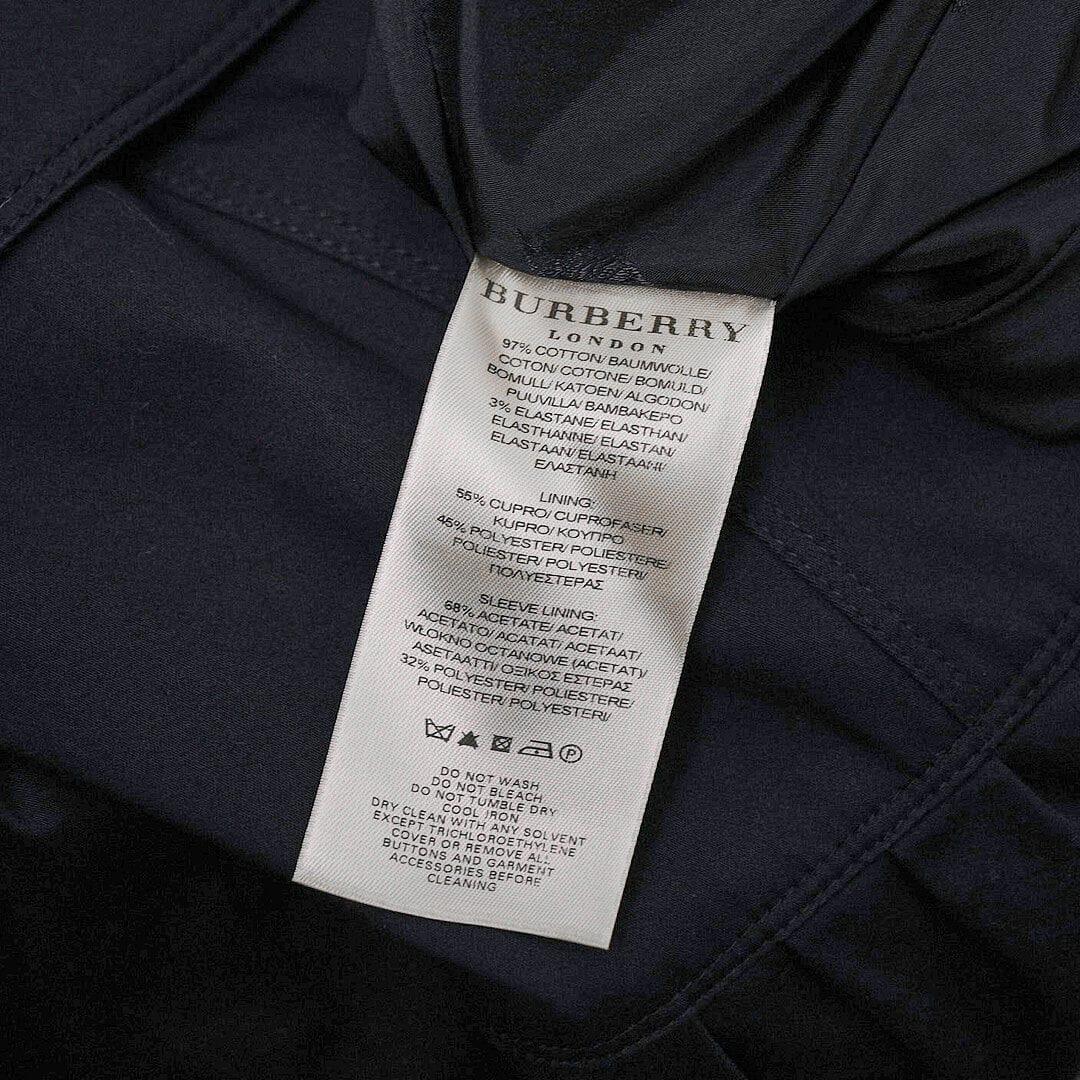 BURBERRY
LONDON
97% COTTON/ BAUMWOLLE/
COTON/ COTONE/ BOMULD/
BOMULL/ KATOEN/ ALGODON/
PUUVILLA/ ΒΑΜΒΑΚΕΡΟ
3% ELASTANE/ ELASTHAN/
ELASTHANNE/ ELASTAN/
ELASTAAN/ ELASTAANI/
ΕΛΑΣΤΑΝΗ
LINING:
55% CUPRO/ CUPROFASER/
KUPRO/ ΚΟΥΠΡΟ
45% POLYESTER/ POLIESTERE/
POLIESTER/ POLYESTERI/
ΠΟΛΥΕΣΤΕΡΑΣ
SLEEVE LINING:
68% ACETATE/ ACETAT/
ACETATO/ ACATAT/ ACETAAT/
WŁOKNO OCTANOWE (ACETAT)/
ASETAATTI/ ΟΞΙΚΟΣ ΕΣΤΕΡΑΣ
32% POLYESTER/ POLIESTERE/
POLIESTER/ POLYESTERI/
P
DO NOT WASH
DO NOT BLEACH
DO NOT TUMBLE DRY
COOL IRON
DRY CLEAN WITH ANY SOLVENT
EXCEPT TRICHLOROETHYLENE
COVER OR REMOVE ALL
BUTTONS AND GARMENT
ACCESSORIES BEFORE
CLEANING